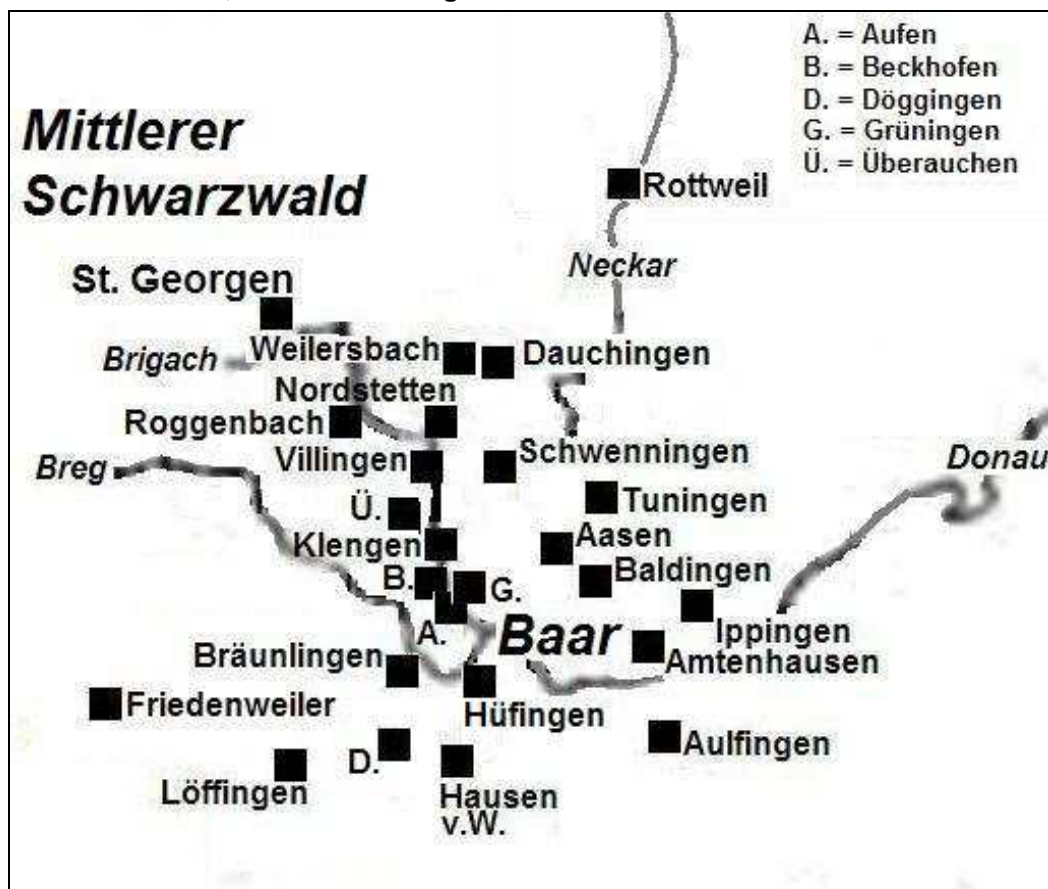 A. = Aufen
B. = Beckhofen
D. = Döggingen
G. = Grüningen
Ü. = Überauchen
Mittlerer
Schwarzwald
Rottweil
Neckar
St. Georgen
Brigach
Weilersbach
Dauchingen
Nordstetten
Roggenbach
Breg
Villingen
Schwenningen
Donau
Tuningen
Ü.
Klengen
Aasen
B.
G.
Baldingen
A.
Baar
Ippingen
Bräunlingen
Amtenhausen
Friedenweiler
Hüfingen
Aulfingen
D.
Löffingen
Hausen
v.W.